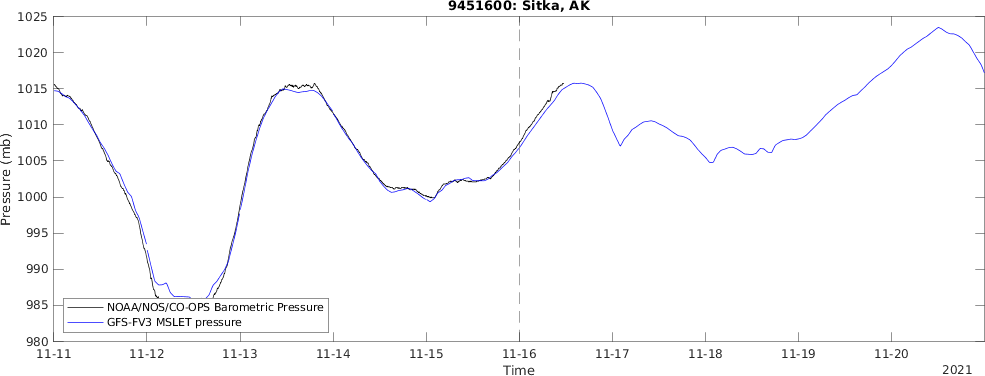 9451600: Sitka, AK
1025
1020
1015
1010
1005
1000
995
990
985
980
Pressure (mb)
NOAA/NOS/CO-OPS Barometric Pressure
GFS-FV3 MSLET pressure
11-11 11-12 11-13 11-14 11-15 11-16 11-17 11-18 11-19 11-20
Time
2021